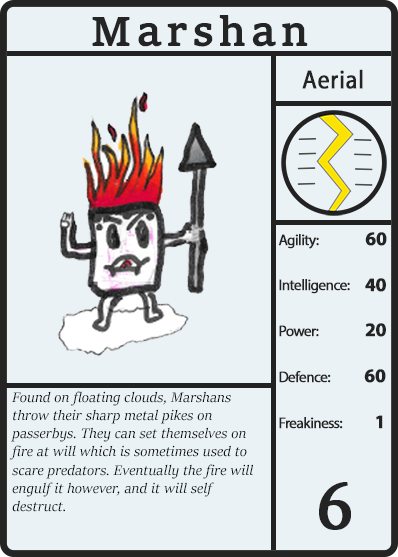 Marshan
Aerial
Agility: 60
Intelligence: 40
Power: 20
Defence: 60
Freakiness: 1
6
Found on floating clouds, Marshans
throw their sharp metal pikes on
passerbys. They can set themselves on
fire at will which is sometimes used to
scare predators. Eventually the fire will
engulf it however, and it will self
destruct.